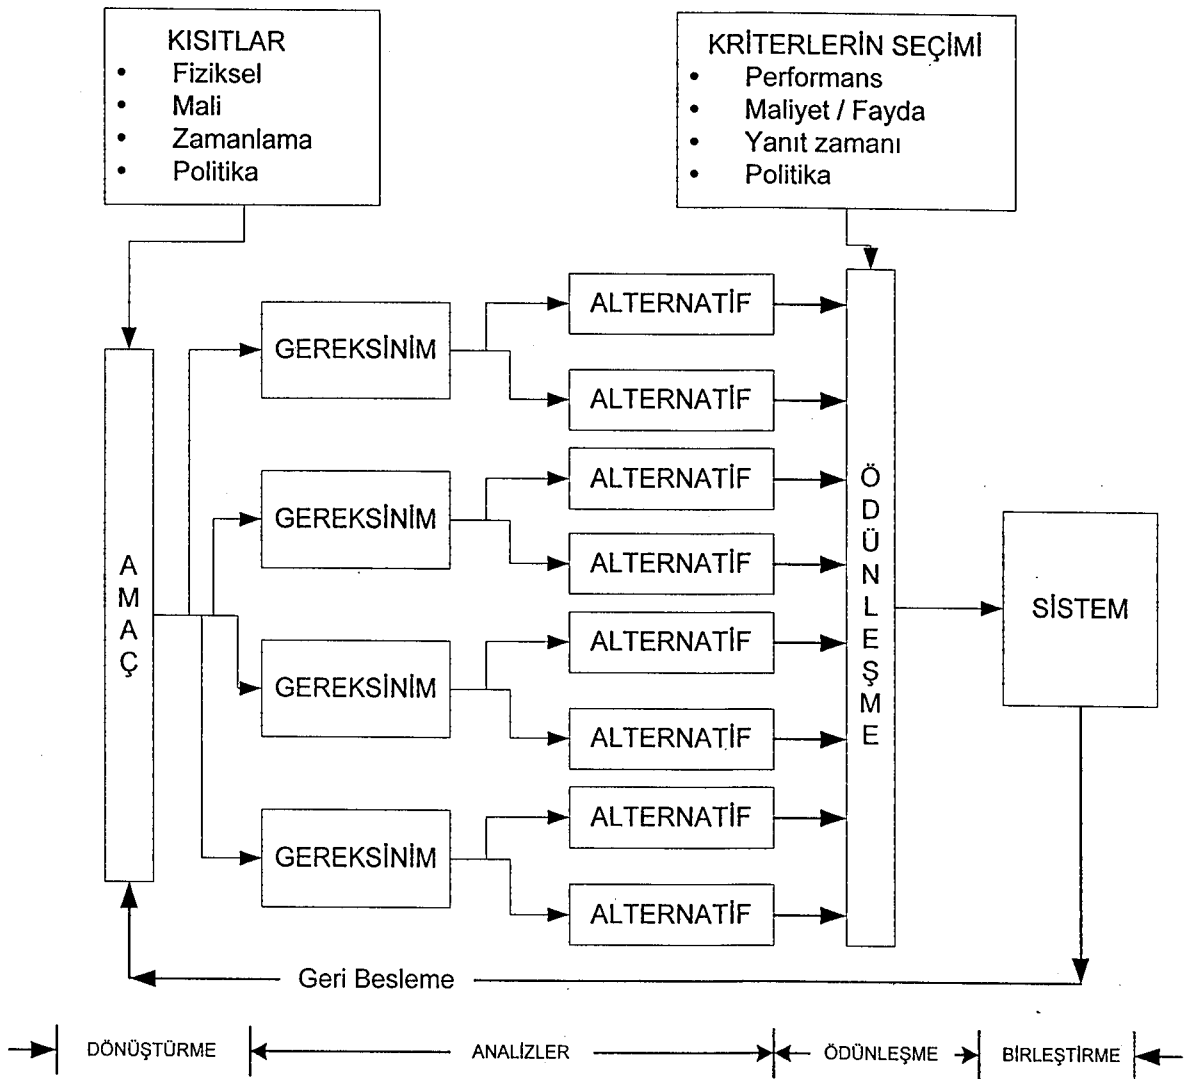 KISITLAR
• Fiziksel
• Mali
• Zamanlama
• Politika
KRİTERLERİN SEÇİMİ
• Performans
• Maliyet / Fayda
• Yanıt zamanı
• Politika
AMAÇ
GEREKSİNİM
GEREKSİNİM
GEREKSİNİM
GEREKSİNİM
ALTERNATİF
ALTERNATİF
ALTERNATİF
ALTERNATİF
ALTERNATİF
ALTERNATİF
ALTERNATİF
ALTERNATİF
ÖDÜNLEŞME
SİSTEM
Geri Besleme
DÖNÜŞTÜRME
ANALİZLER
ÖDÜNLEŞME
BİRLEŞTİRME